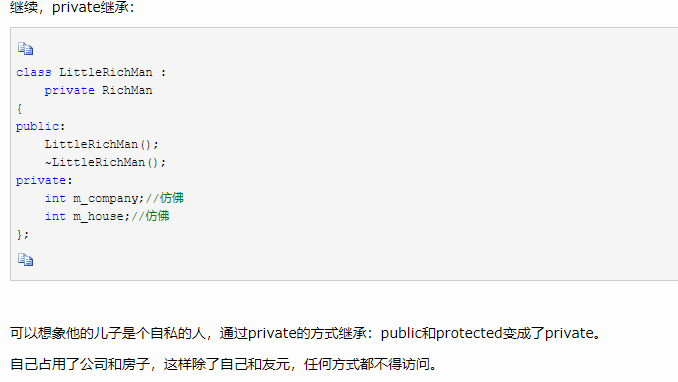 继续，private继承：
class LittleRichMan :
    private RichMan
{
public:
    LittleRichMan();
    ~LittleRichMan();
private:
    int m_company;//仿佛
    int m_house;//仿佛
};
可以想象他的儿子是个自私的人，通过private的方式继承：public和protected变成了private。
自己占用了公司和房子，这样除了自己和友元，任何方式都不得访问。